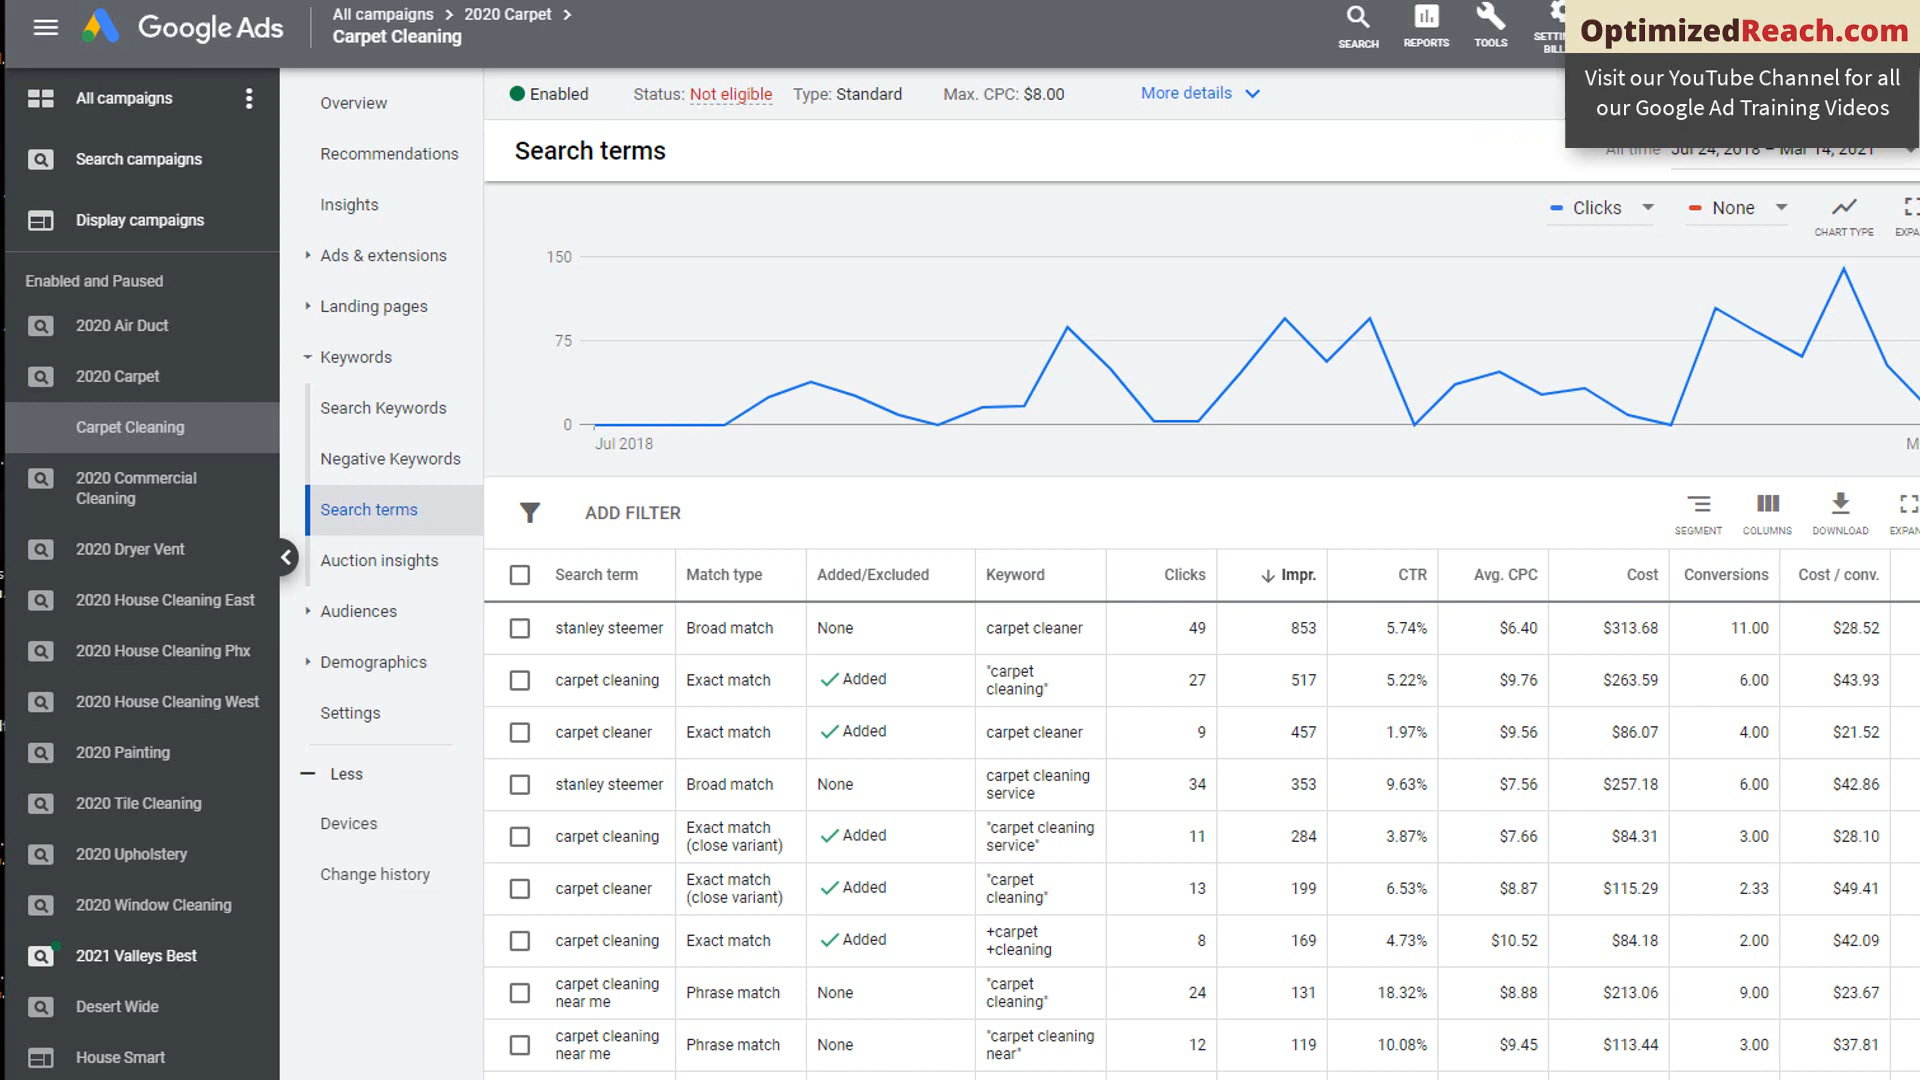 Google Ads
All campaigns > 2020 Carpet >
Carpet Cleaning
SEARCH
REPORTS
TOOLS
OptimizedReach.com
Visit our YouTube Channel for all
our Google Ad Training Videos
All campaigns
Search campaigns
Display campaigns
Enabled and Paused
2020 Air Duct
2020 Carpet
Carpet Cleaning
2020 Commercial
Cleaning
2020 Dryer Vent
2020 House Cleaning East
2020 House Cleaning Phx
2020 House Cleaning West
2020 Painting
2020 Tile Cleaning
2020 Upholstery
2020 Window Cleaning
2021 Valleys Best
Desert Wide
House Smart
Overview
Recommendations
Insights
Ads & extensions
Landing pages
Keywords
Search Keywords
Negative Keywords
Search terms
Auction insights
Audiences
Demographics
Settings
Less
Devices
Change history
Enabled Status: Not eligible Type: Standard Max. CPC: $8.00 More details
Search terms
All time Jul 24, 2018 – Mar 14, 2021
Clicks None
CHART TYPE
150
75
0
Jul 2018
ADD FILTER
SEGMENT COLUMNS DOWNLOAD
Search term Match type Added/Excluded Keyword Clicks Impr. CTR Avg. CPC Cost Conversions Cost / conv.
stanley steemer Broad match None carpet cleaner 49 853 5.74% $6.40 $313.68 11.00 $28.52
carpet cleaning Exact match Added "carpet
cleaning" 27 517 5.22% $9.76 $263.59 6.00 $43.93
carpet cleaner Exact match Added carpet cleaner 9 457 1.97% $9.56 $86.07 4.00 $21.52
stanley steemer Broad match None carpet cleaning
service 34 353 9.63% $7.56 $257.18 6.00 $42.86
carpet cleaning Exact match
(close variant) Added "carpet cleaning
service" 11 284 3.87% $7.66 $84.31 3.00 $28.10
carpet cleaner Exact match
(close variant) Added "carpet
cleaning" 13 199 6.53% $8.87 $115.29 2.33 $49.41
carpet cleaning Exact match Added +carpet
+cleaning 8 169 4.73% $10.52 $84.18 2.00 $42.09
carpet cleaning
near me Phrase match None "carpet
cleaning" 24 131 18.32% $8.88 $213.06 9.00 $23.67
carpet cleaning
near me Phrase match None "carpet cleaning
near" 12 119 10.08% $9.45 $113.44 3.00 $37.81